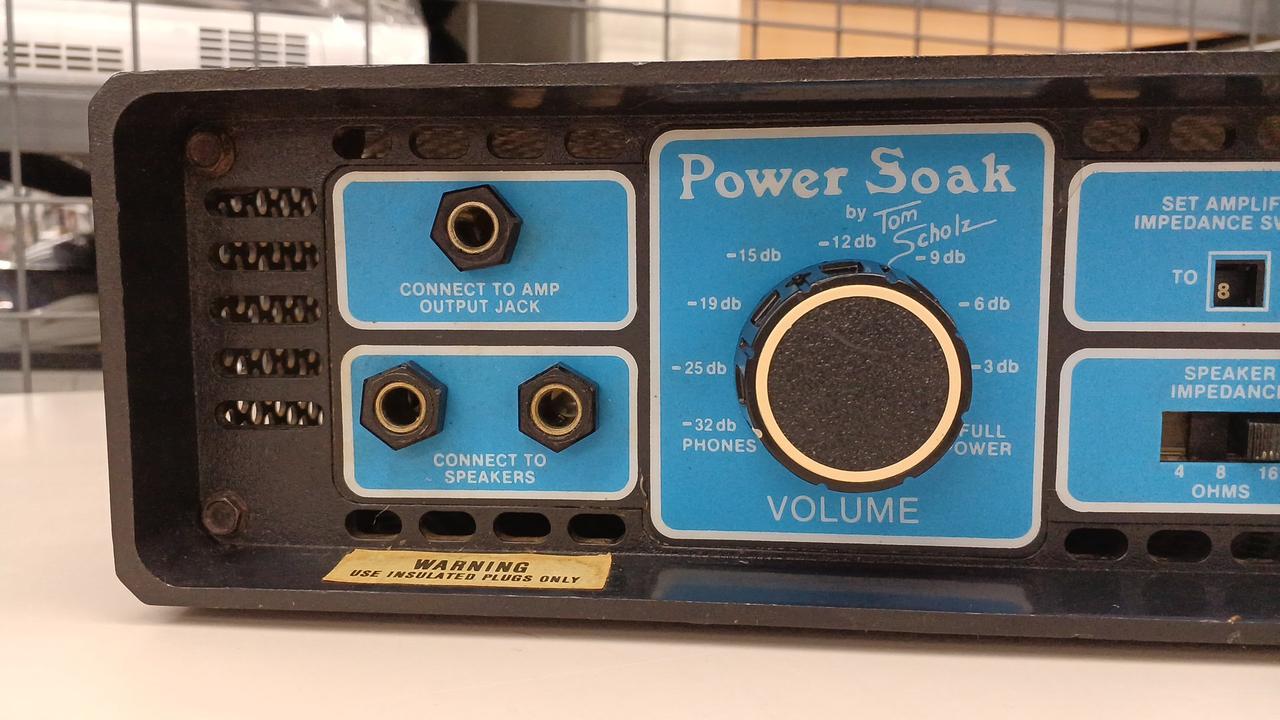 CONNECT TO AMP
OUTPUT JACK
CONNECT TO
SPEAKERS
WARNING
USE INSULATED PLUGS ONLY
Power Soak
by Tom
Scholz
-12 db
-15 db
-9 db
-19 db
-6 db
-25 db
-3 db
-32 db
PHONES
FULL
OWER
VOLUME
SET AMPLIF
IMPEDANCE SV
TO 8
SPEAKER
IMPEDANC
4 8 16
OHMS